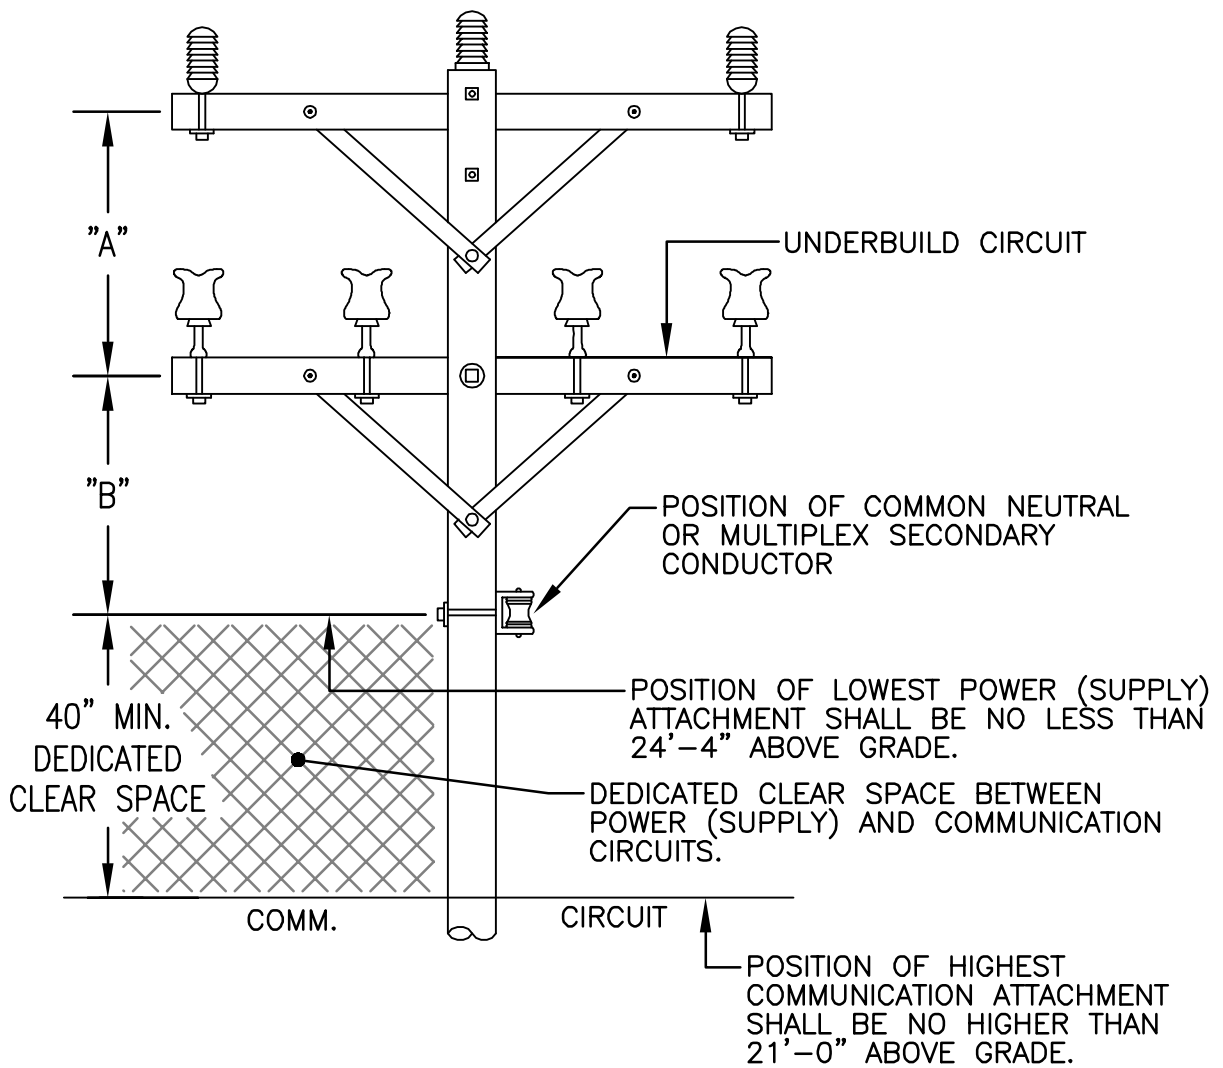 "A"
UNDERBUILD CIRCUIT
"B"
POSITION OF COMMON NEUTRAL
OR MULTIPLEX SECONDARY
CONDUCTOR
POSITION OF LOWEST POWER (SUPPLY)
ATTACHMENT SHALL BE NO LESS THAN
24'-4" ABOVE GRADE.
40" MIN.
DEDICATED
CLEAR SPACE
DEDICATED CLEAR SPACE BETWEEN
POWER (SUPPLY) AND COMMUNICATION
CIRCUITS.
COMM. CIRCUIT
POSITION OF HIGHEST
COMMUNICATION ATTACHMENT
SHALL BE NO HIGHER THAN
21'-0" ABOVE GRADE.